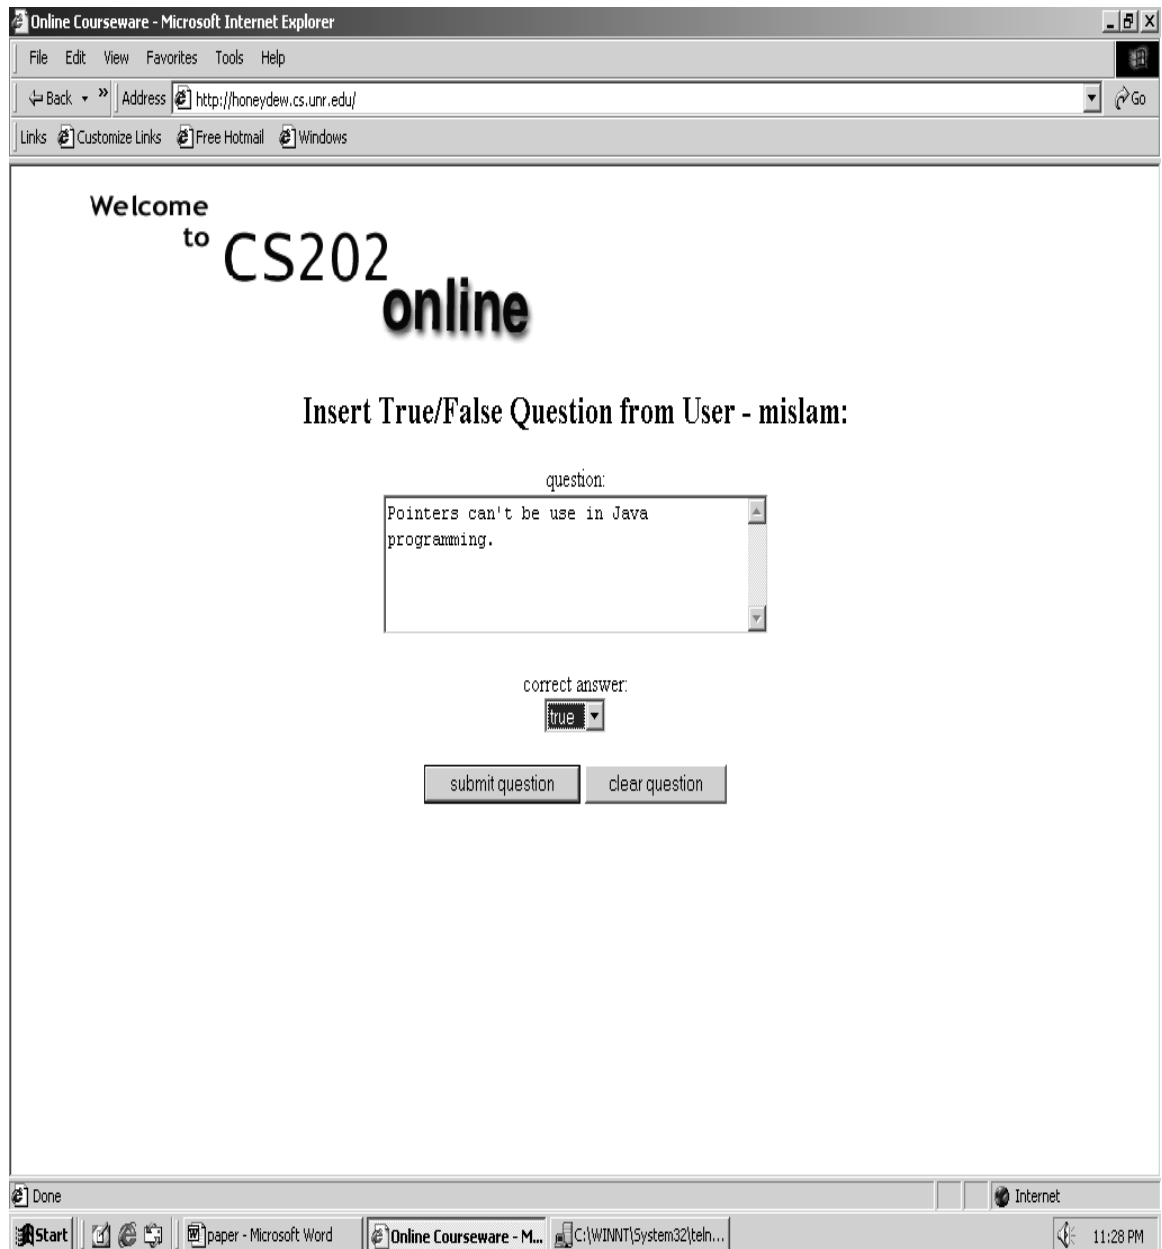 Online Courseware - Microsoft Internet Explorer
File Edit View Favorites Tools Help
Back » Address http://honeydew.cs.unr.edu/ Go
Links Customize Links Free Hotmail Windows
Welcome
to CS202
online
Insert True/False Question from User - mislam:
question:
Pointers can't be use in Java
programming.
correct answer:
true
submit question clear question
Done Internet
Start paper - Microsoft Word Online Courseware - M... C:\WINNT\System32\teln... 11:28 PM